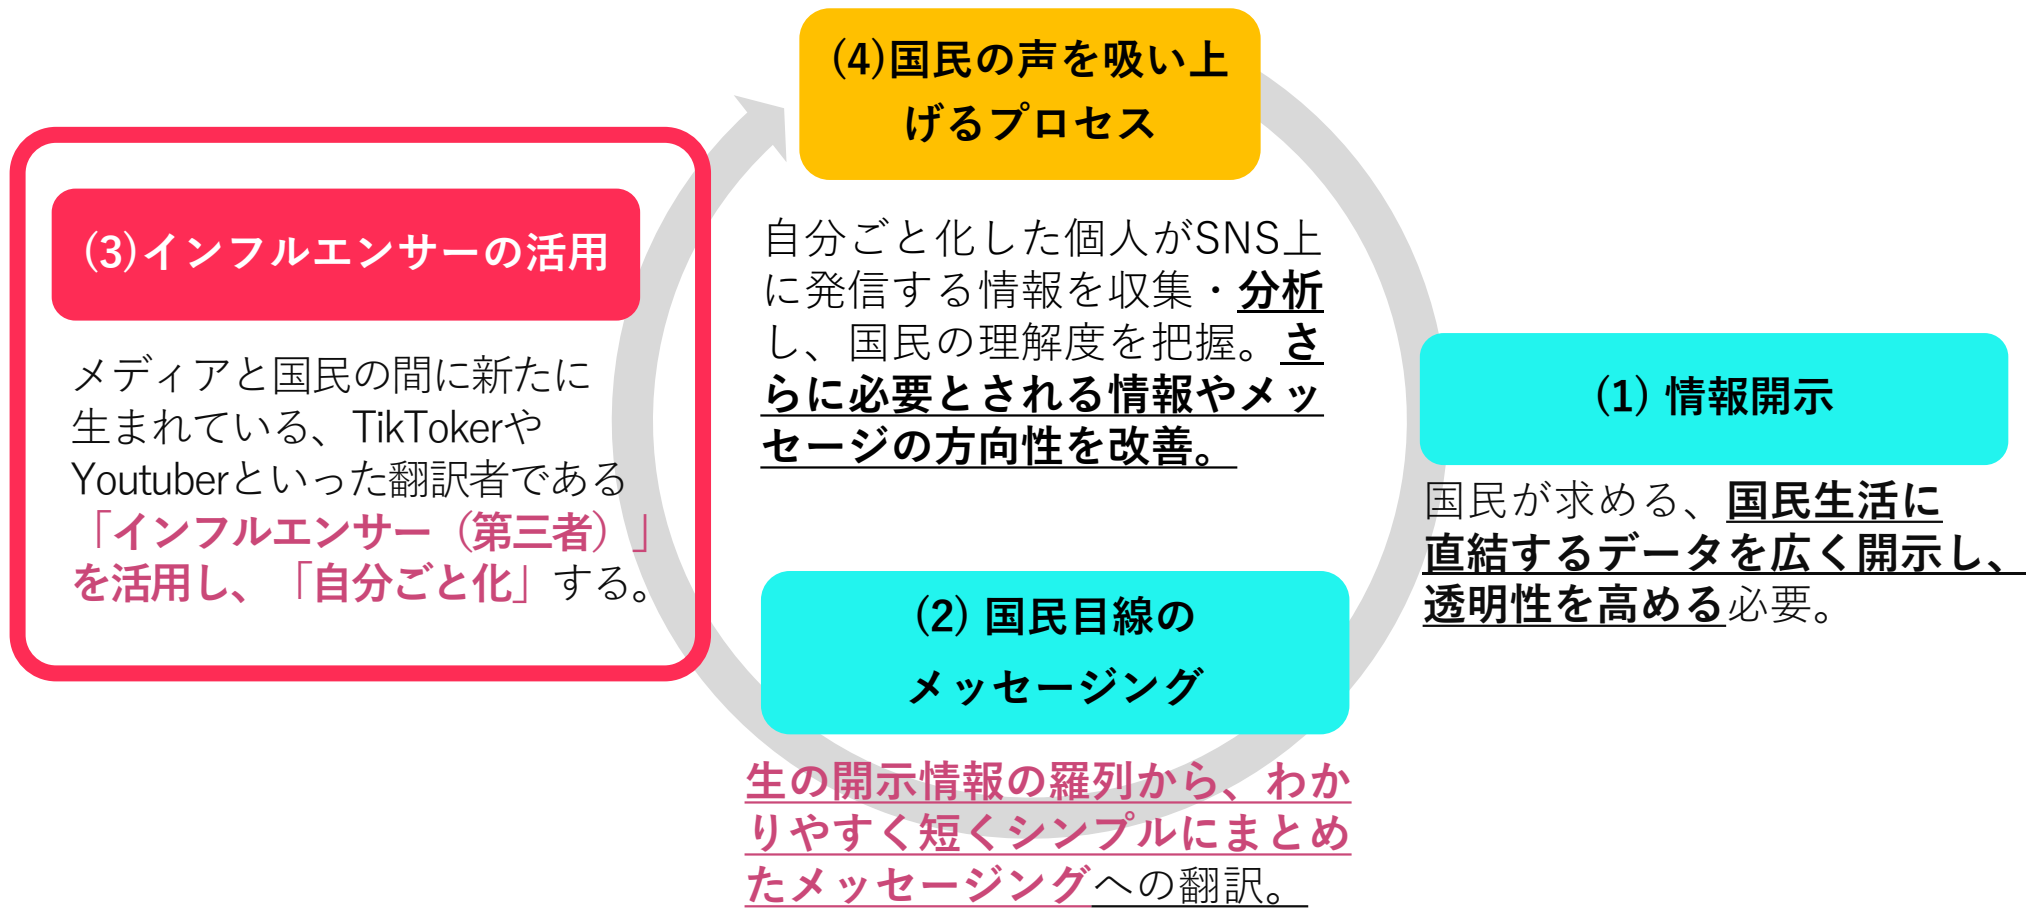 (4)国民の声を吸い上
げるプロセス
自分ごと化した個人がSNS上
に発信する情報を収集・分析
し、国民の理解度を把握。さ
らに必要とされる情報やメッ
セージの方向性を改善。
(3)インフルエンサーの活用
メディアと国民の間に新たに
生まれている、TikTokerや
Youtuberといった翻訳者である
「インフルエンサー（第三者）」
を活用し、「自分ごと化」する。
(1) 情報開示
国民が求める、国民生活に
直結するデータを広く開示し、
透明性を高める必要。
(2) 国民目線の
メッセージング
生の開示情報の羅列から、わか
りやすく短くシンプルにまとめ
たメッセージングへの翻訳。